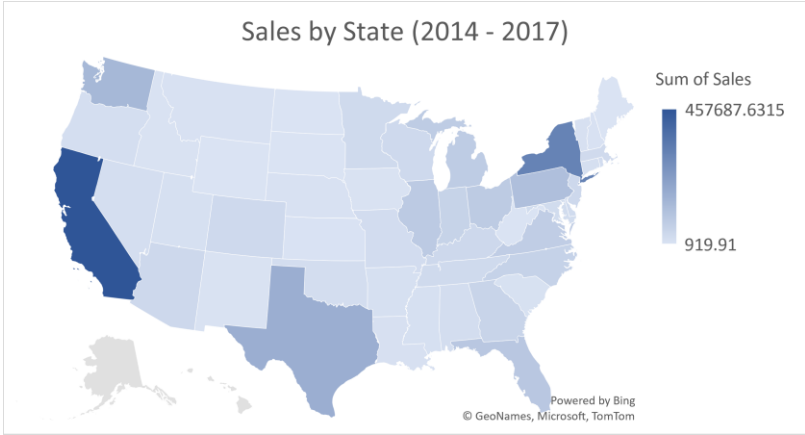 Sales by State (2014 - 2017)
Sum of Sales
457687.6315
919.91
Powered by Bing
© GeoNames, Microsoft, TomTom